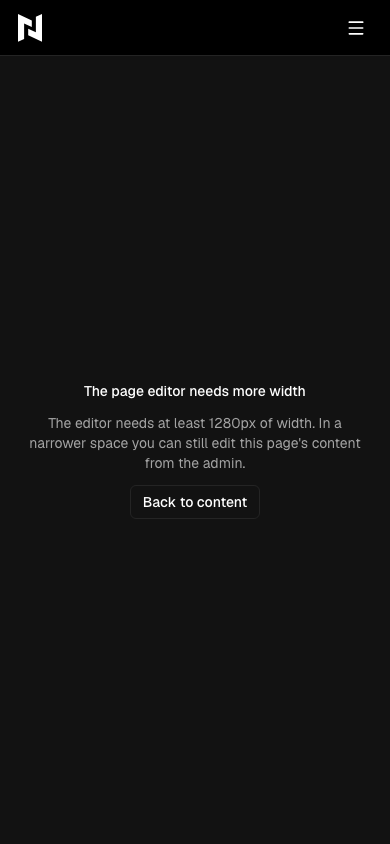 The page editor needs more width
The editor needs at least 1280px of width. In a
narrower space you can still edit this page's content
from the admin.
Back to content